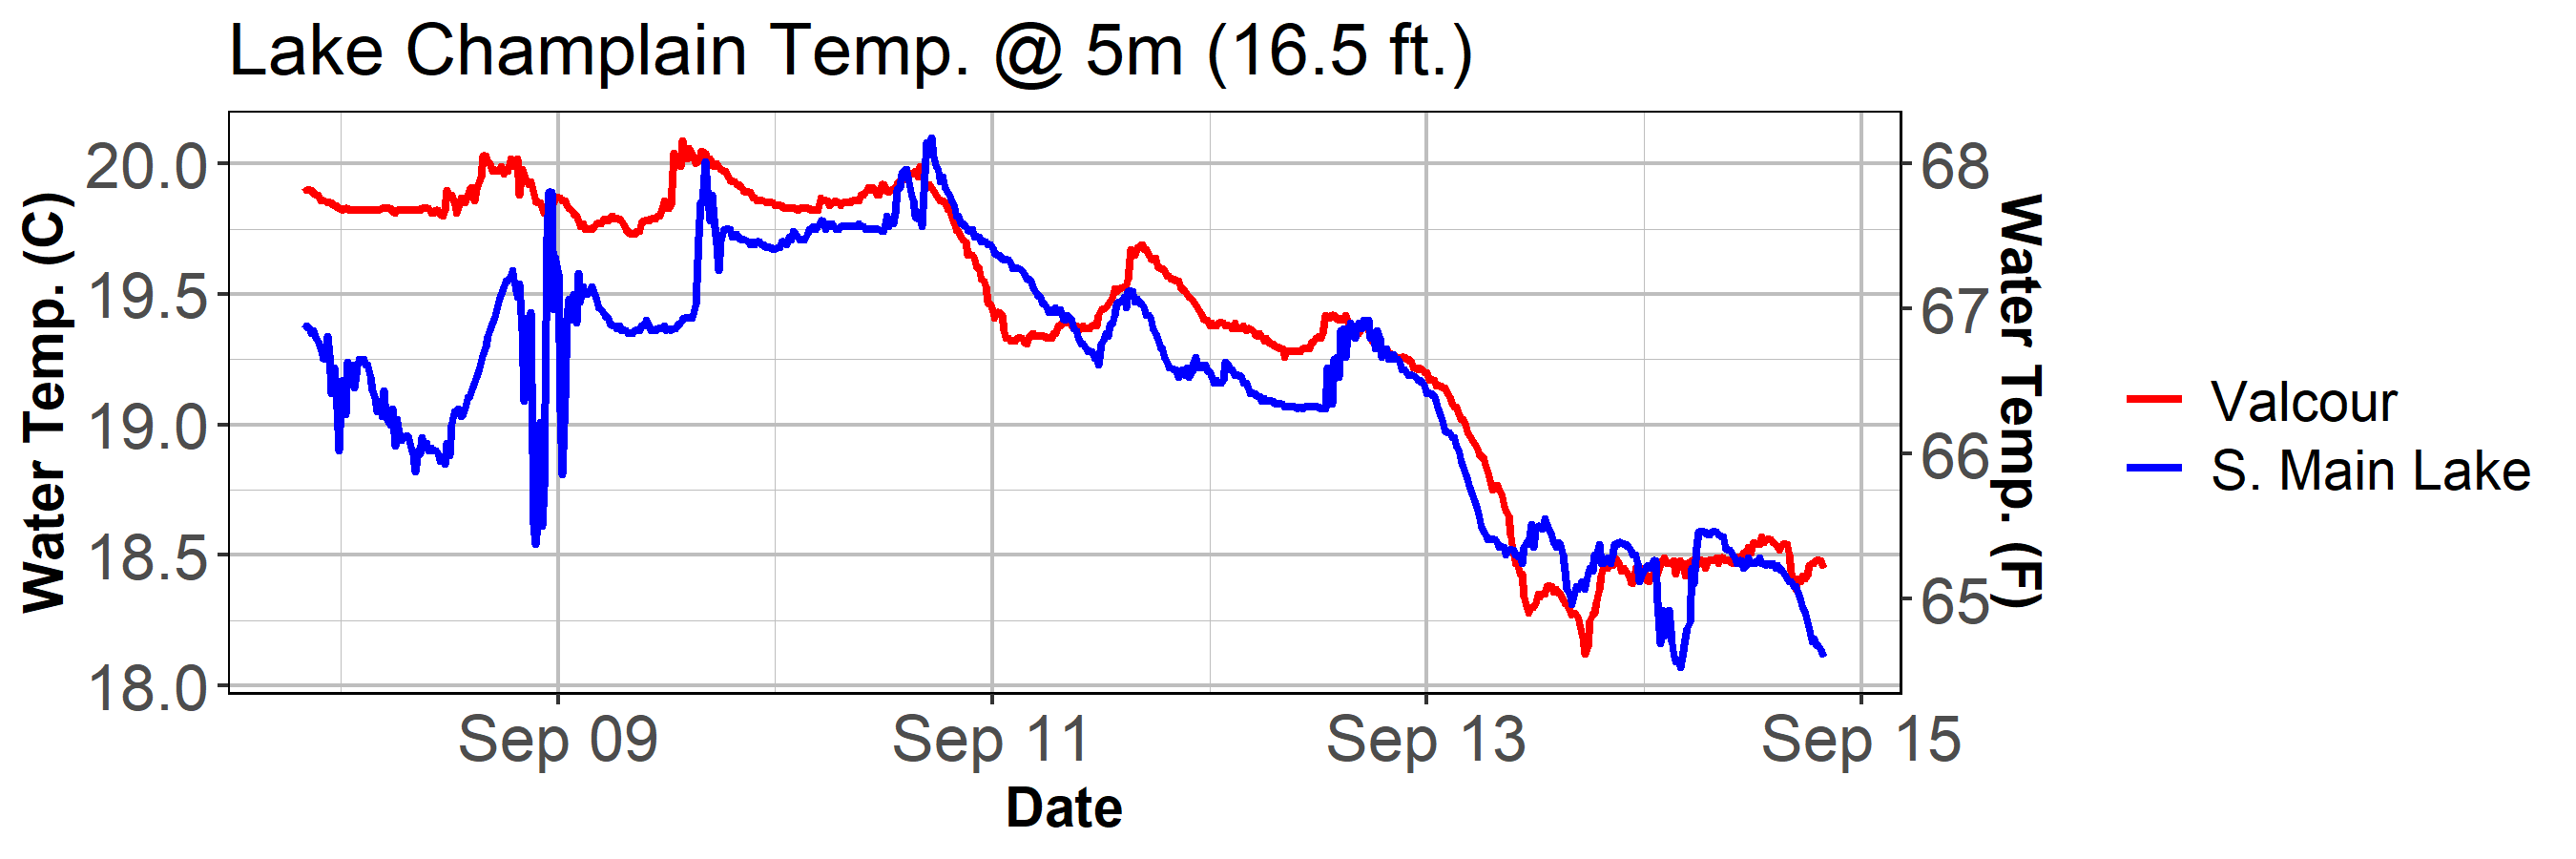 Lake Champlain Temp. @ 5m (16.5 ft.)
Water Temp. (C)
20.0
19.5
19.0
18.5
18.0
68
67
66
65
Water Temp. (F)
Sep 09
Sep 11
Sep 13
Sep 15
Date
Valcour
S. Main Lake